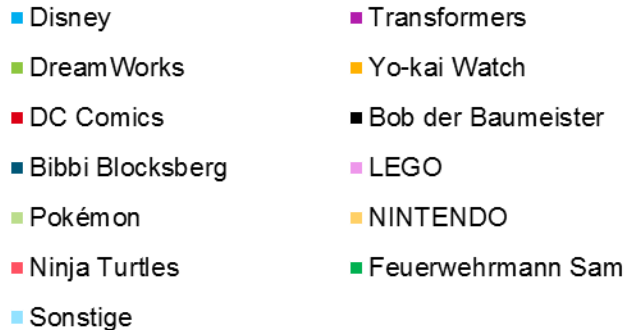 Disney
Transformers
DreamWorks
Yo-kai Watch
DC Comics
Bob der Baumeister
Bibbi Blocksberg
LEGO
Pokémon
NINTENDO
Ninja Turtles
Feuerwehrmann Sam
Sonstige